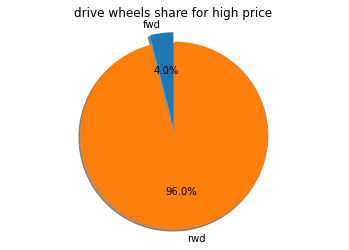 drive wheels share for high price
fwd
4.0%
96.0%
rwd